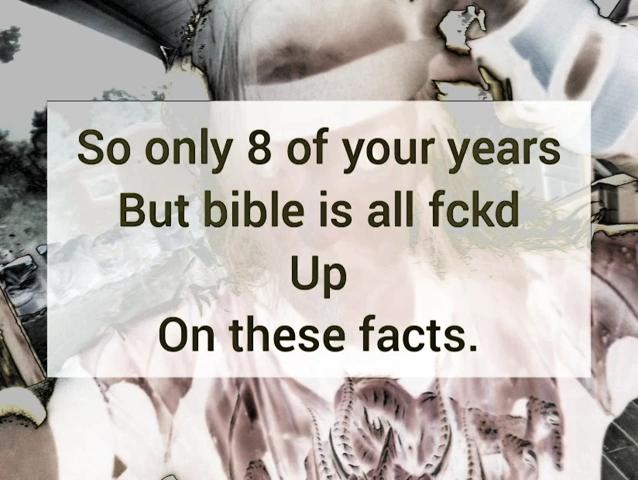 So only 8 of your years
But bible is all fckd
Up
On these facts.